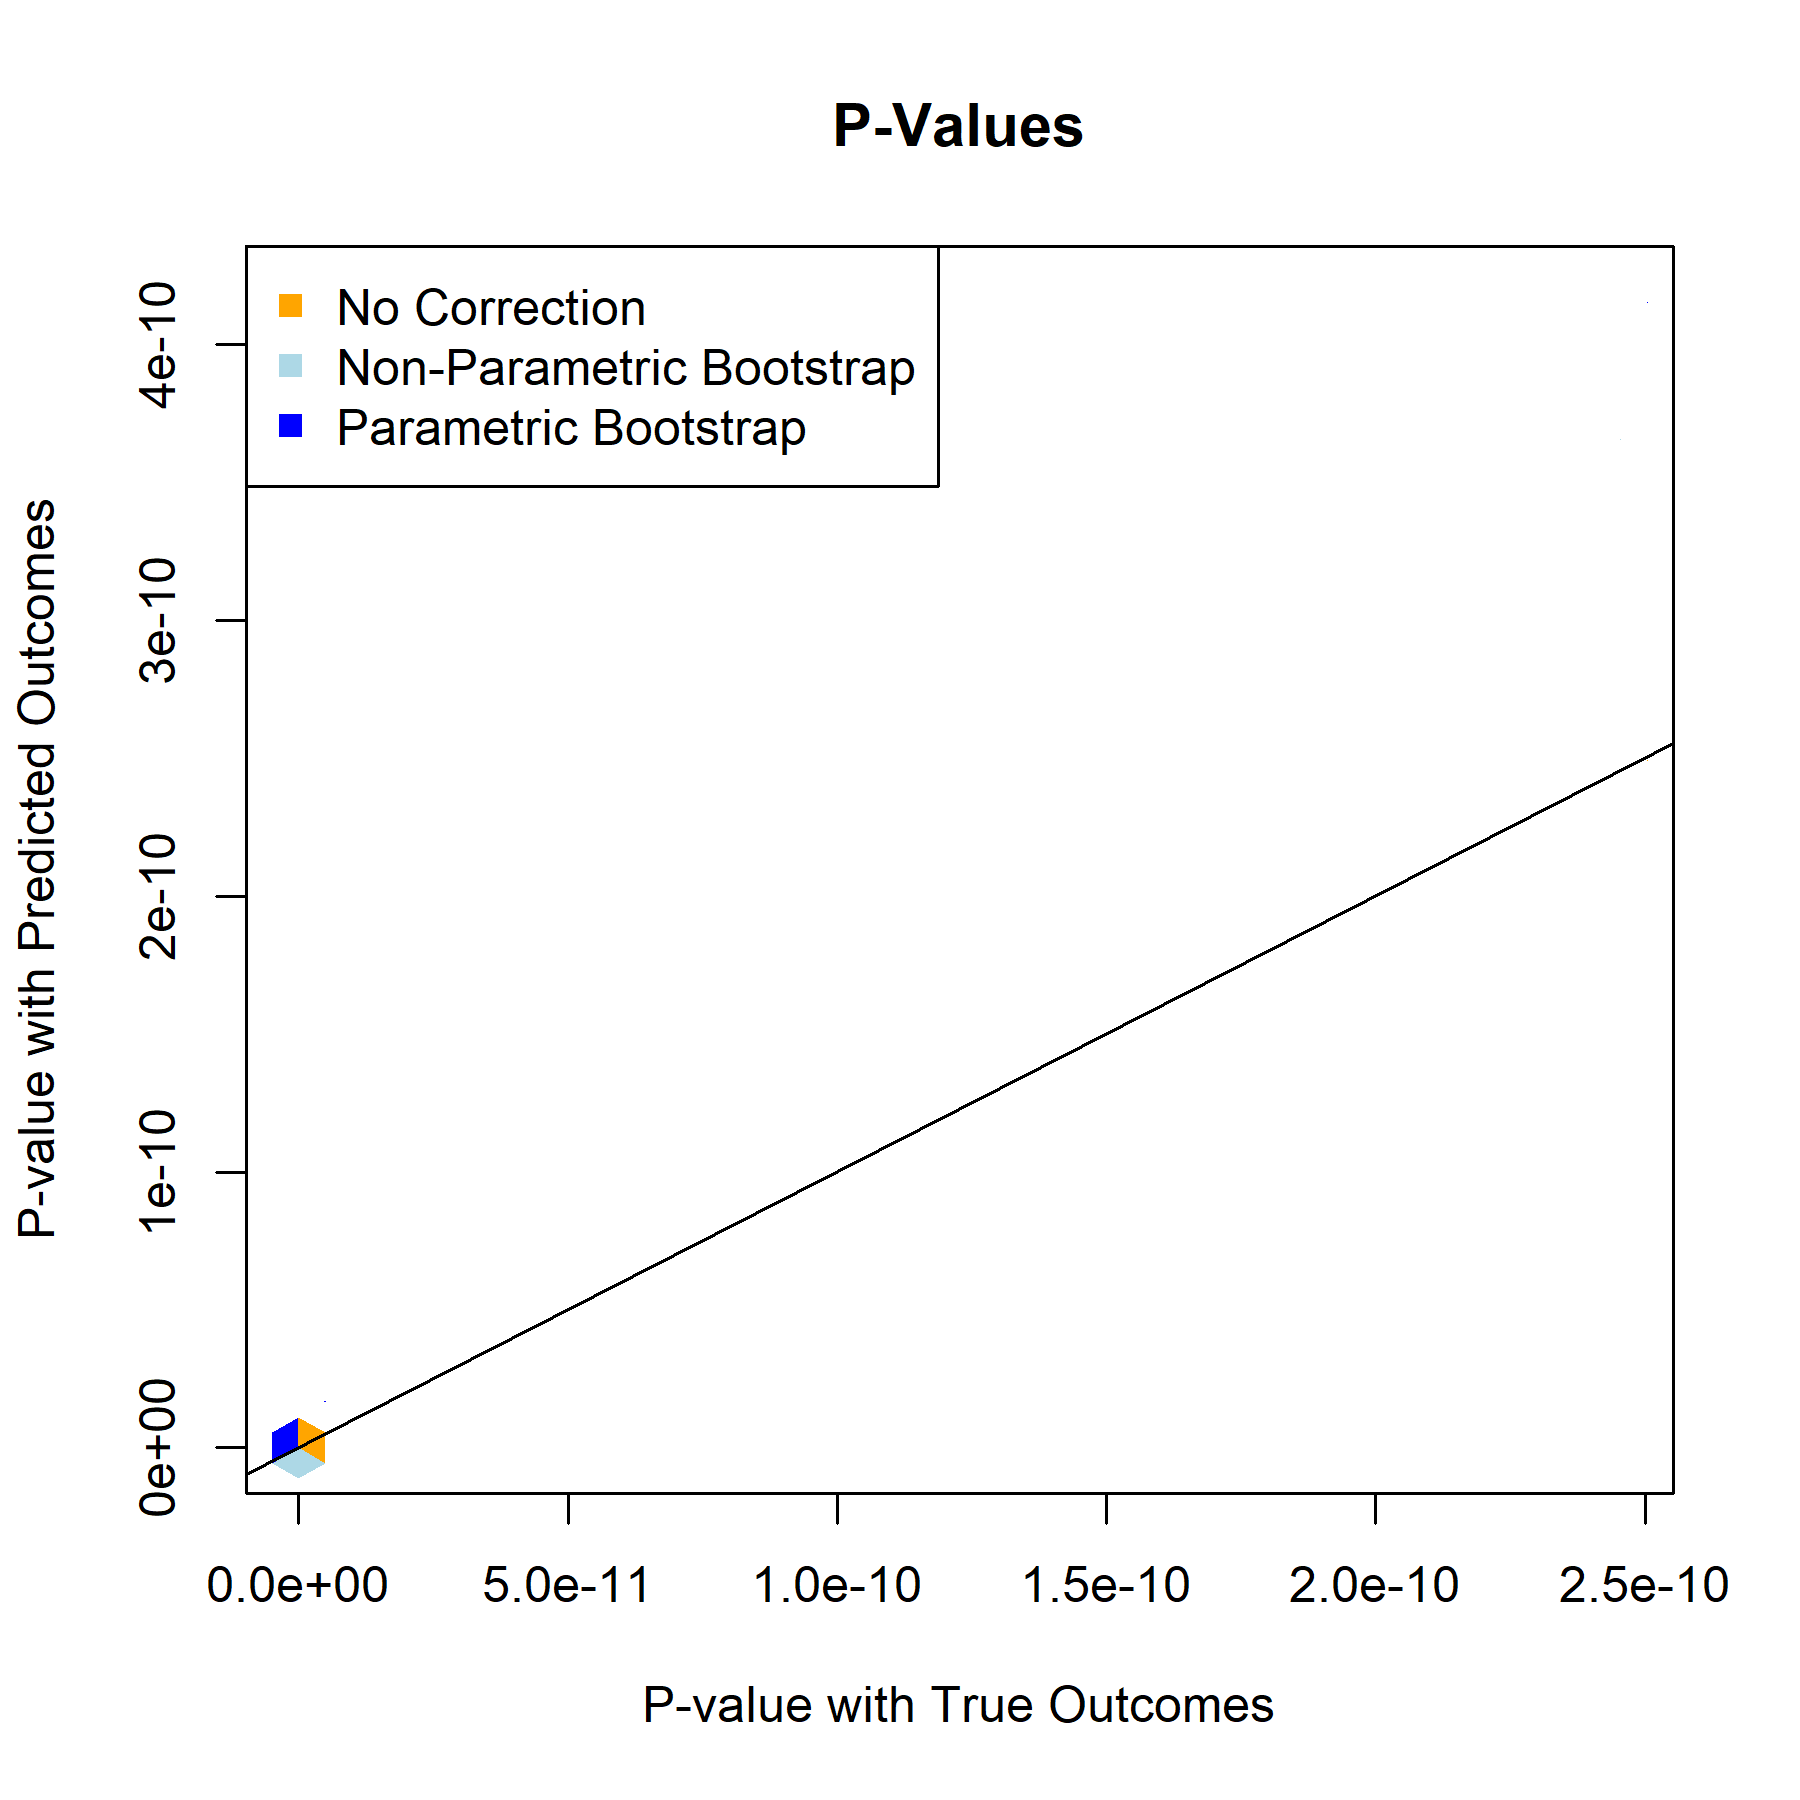 P-Values
No Correction
Non-Parametric Bootstrap
Parametric Bootstrap
P-value with Predicted Outcomes
4e-10
3e-10
2e-10
1e-10
0e+00
0.0e+00 5.0e-11 1.0e-10 1.5e-10 2.0e-10 2.5e-10
P-value with True Outcomes